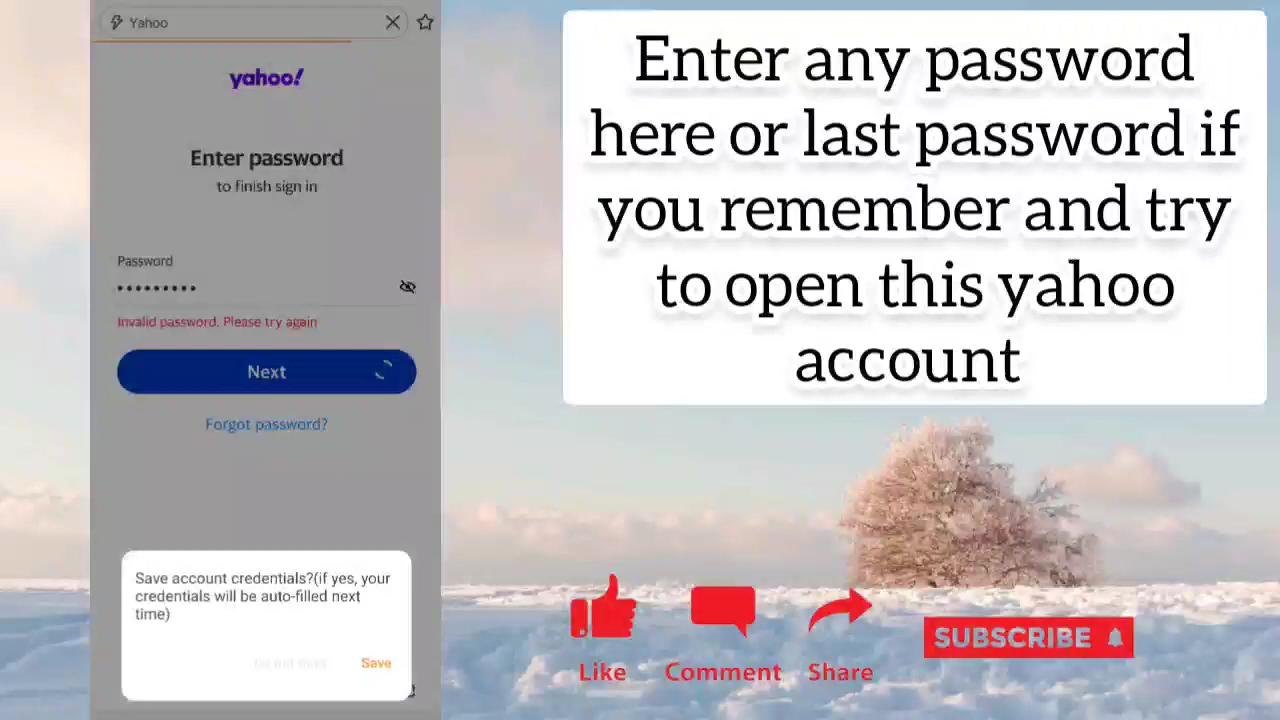 Yahoo
yahoo!
Enter password
to finish sign in
Password
Invalid password. Please try again
Next
Forgot password?
Save account credentials?(if yes, your
credentials will be auto-filled next
time)
Save
Enter any password
here or last password if
you remember and try
to open this yahoo
account
Like
Comment
Share
SUBSCRIBE